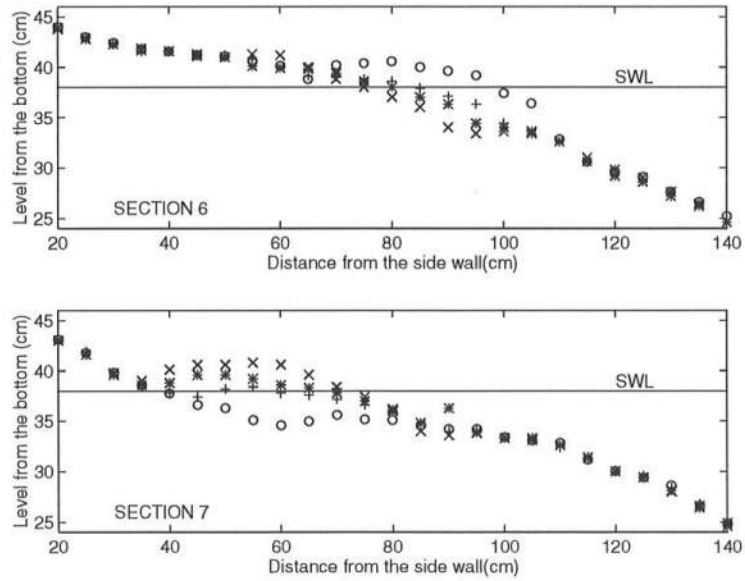 Level from the bottom (cm)
45
40
35
30
25
SWL
SECTION 6
20 40 60 80 100 120 140
Distance from the side wall(cm)
Level from the bottom (cm)
45
40
35
30
25
SWL
SECTION 7
20 40 60 80 100 120 140
Distance from the side wall(cm)